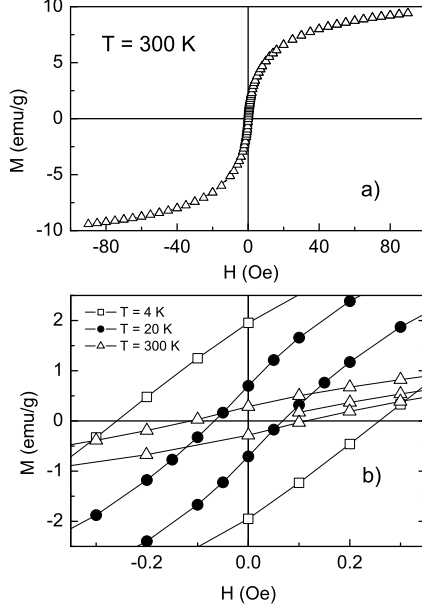 10
5
0
-5
-10
M (emu/g)
T = 300 K
a)
-80 -40 0 40 80
H (Oe)
2
1
0
-1
-2
M (emu/g)
T = 4 K
T = 20 K
T = 300 K
b)
-0.2 0.0 0.2
H (Oe)